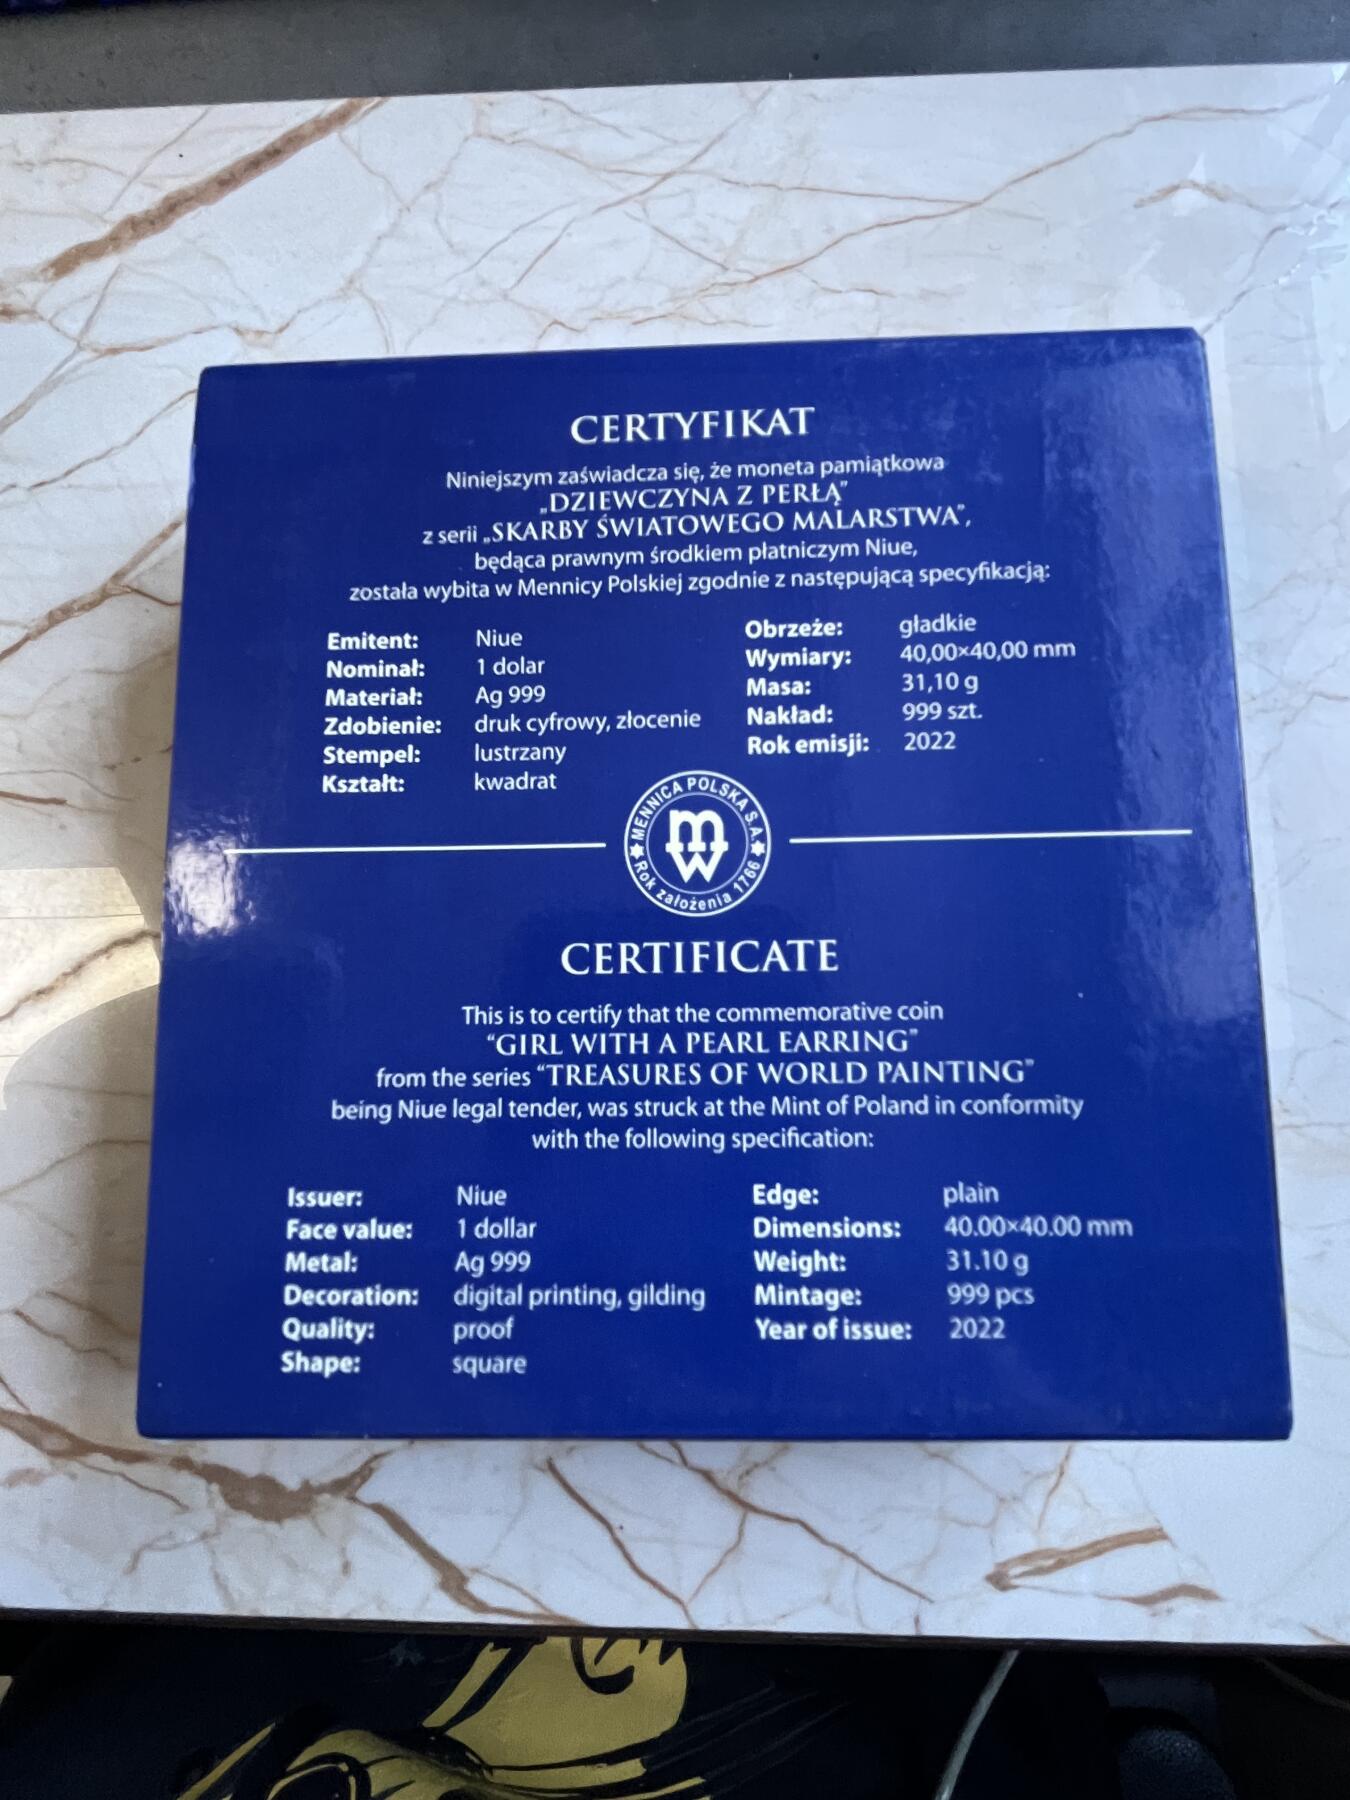 CERTYFIKAT
Niniejszym zaświadcza się, że moneta pamiątkowa
„DZIEWCZYNA Z PERŁĄ”
z serii „SKARBY ŚWIATOWEGO MALARSTWA”,
będąca prawnym środkiem płatniczym Niue,
została wybita w Mennicy Polskiej zgodnie z następującą specyfikacją:
Emitent: Niue
Nominał: 1 dolar
Materiał: Ag 999
Zdobienie: druk cyfrowy, złocenie
Stempel: lustrzany
Kształt: kwadrat
Obrzeże: gładkie
Wymiary: 40,00×40,00 mm
Masa: 31,10 g
Nakład: 999 szt.
Rok emisji: 2022
MENNICA POLSKA S.A.
mw
Rok założenia 1766
CERTIFICATE
This is to certify that the commemorative coin
“GIRL WITH A PEARL EARRING”
from the series “TREASURES OF WORLD PAINTING”
being Niue legal tender, was struck at the Mint of Poland in conformity
with the following specification:
Issuer: Niue
Face value: 1 dollar
Metal: Ag 999
Decoration: digital printing, gilding
Quality: proof
Shape: square
Edge: plain
Dimensions: 40.00×40.00 mm
Weight: 31.10 g
Mintage: 999 pcs
Year of issue: 2022